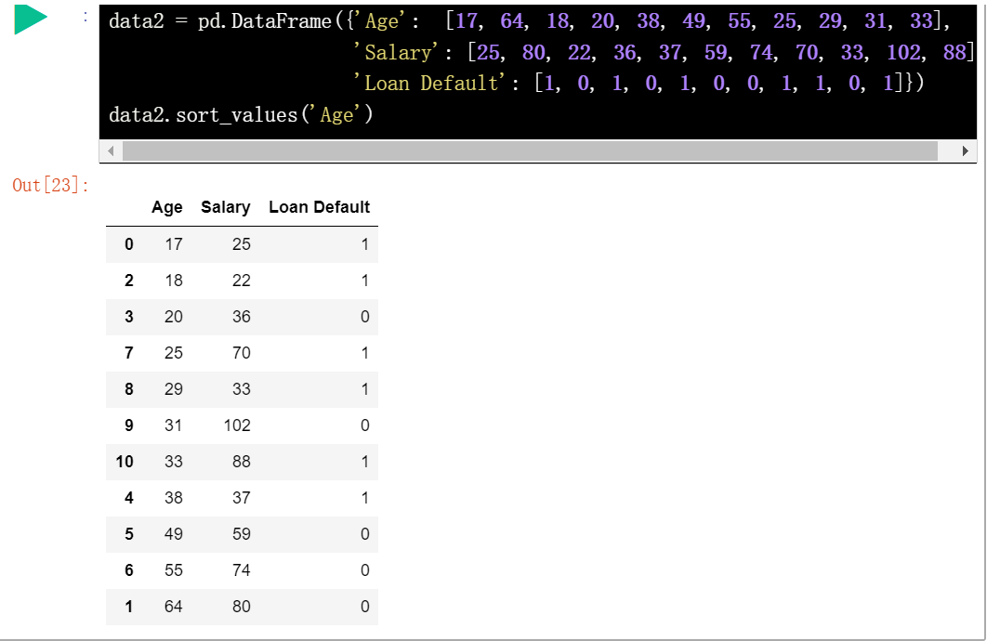 :
data2 = pd.DataFrame({'Age':  [17, 64, 18, 20, 38, 49, 55, 25, 29, 31, 33],
'Salary': [25, 80, 22, 36, 37, 59, 74, 70, 33, 102, 88]
'Loan Default': [1, 0, 1, 0, 1, 0, 0, 1, 1, 0, 1]})
data2.sort_values('Age')
Out[23]:
Age Salary Loan Default
0 17 25 1
2 18 22 1
3 20 36 0
7 25 70 1
8 29 33 1
9 31 102 0
10 33 88 1
4 38 37 1
5 49 59 0
6 55 74 0
1 64 80 0